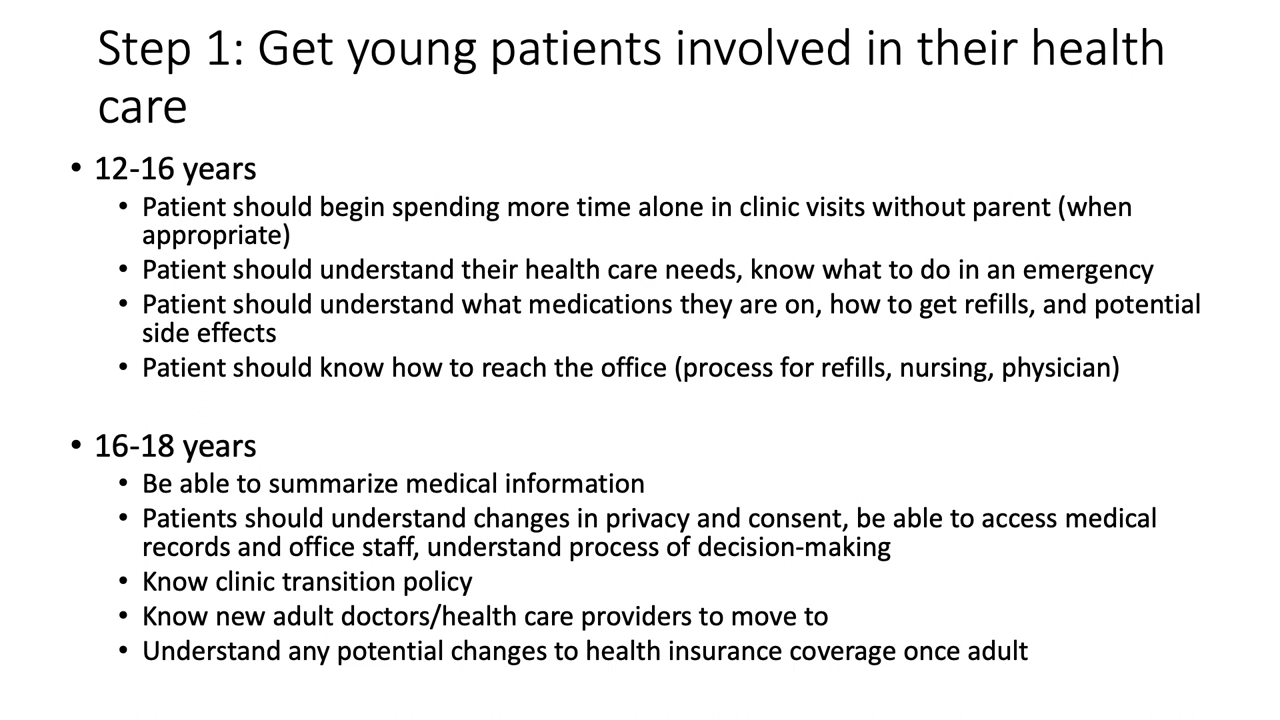 Step 1: Get young patients involved in their health
care
• 12-16 years
• Patient should begin spending more time alone in clinic visits without parent (when
appropriate)
• Patient should understand their health care needs, know what to do in an emergency
• Patient should understand what medications they are on, how to get refills, and potential
side effects
• Patient should know how to reach the office (process for refills, nursing, physician)
• 16-18 years
• Be able to summarize medical information
• Patients should understand changes in privacy and consent, be able to access medical
records and office staff, understand process of decision-making
• Know clinic transition policy
• Know new adult doctors/health care providers to move to
• Understand any potential changes to health insurance coverage once adult